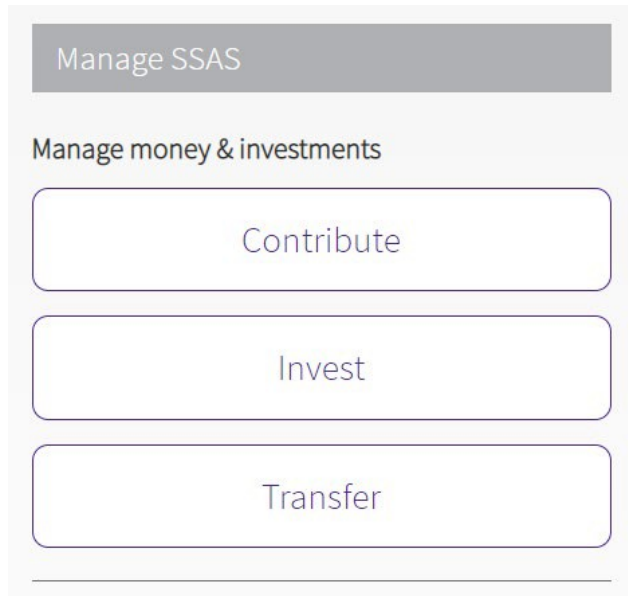 Manage SSAS
Manage money & investments
Contribute
Invest
Transfer